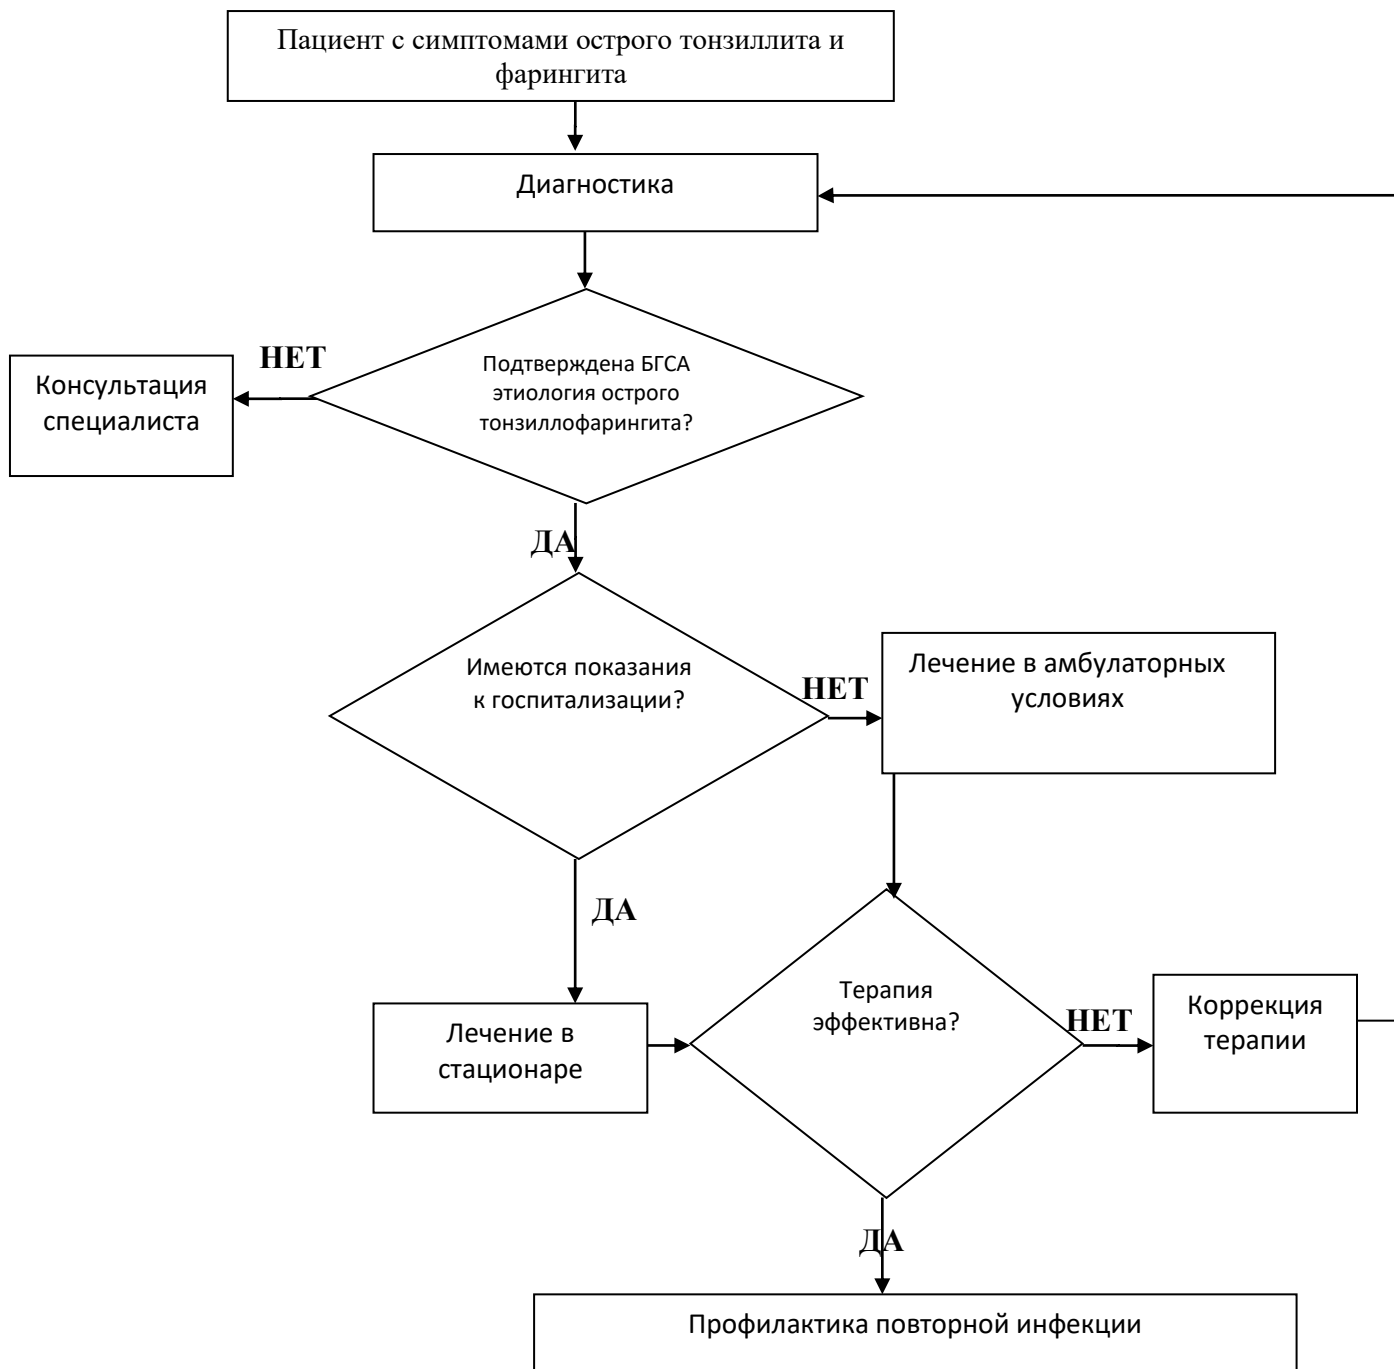 Пациент с симптомами острого тонзиллита и
фарингита
Диагностика
НЕТ
Подтверждена БГСА
этиология острого
тонзиллофарингита?
Консультация
специалиста
ДА
Имеются показания
к госпитализации?
НЕТ
Лечение в амбулаторных
условиях
ДА
Терапия
эффективна?
НЕТ
Коррекция
терапии
Лечение в
стационаре
ДА
Профилактика повторной инфекции